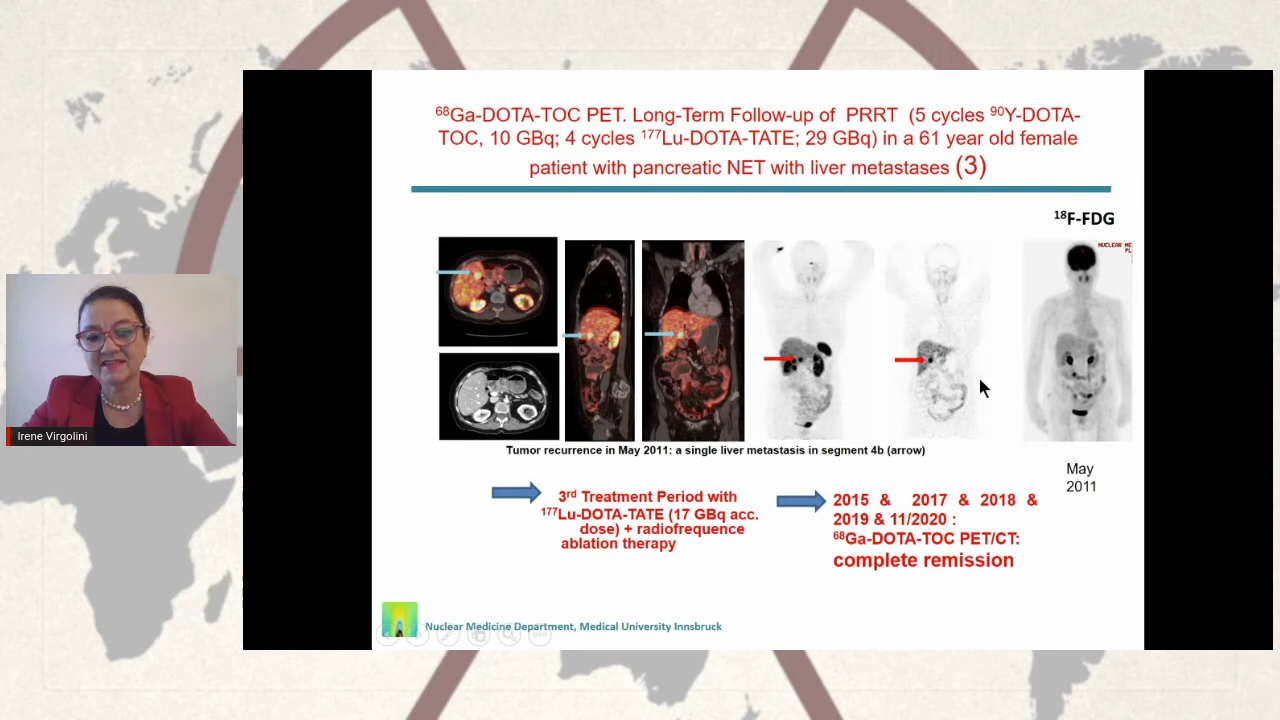 ⁶⁸Ga-DOTA-TOC PET. Long-Term Follow-up of PRRT (5 cycles ⁹⁰Y-DOTA-
TOC, 10 GBq; 4 cycles ¹⁷⁷Lu-DOTA-TATE; 29 GBq) in a 61 year old female
patient with pancreatic NET with liver metastases (3)
¹⁸F-FDG
Tumor recurrence in May 2011: a single liver metastasis in segment 4b (arrow)
May
2011
3ʳᵈ Treatment Period with
¹⁷⁷Lu-DOTA-TATE (17 GBq acc.
dose) + radiofrequence
ablation therapy
2015 & 2017 & 2018 &
2019 & 11/2020 :
⁶⁸Ga-DOTA-TOC PET/CT:
complete remission
Nuclear Medicine Department, Medical University Innsbruck
Irene Virgolini